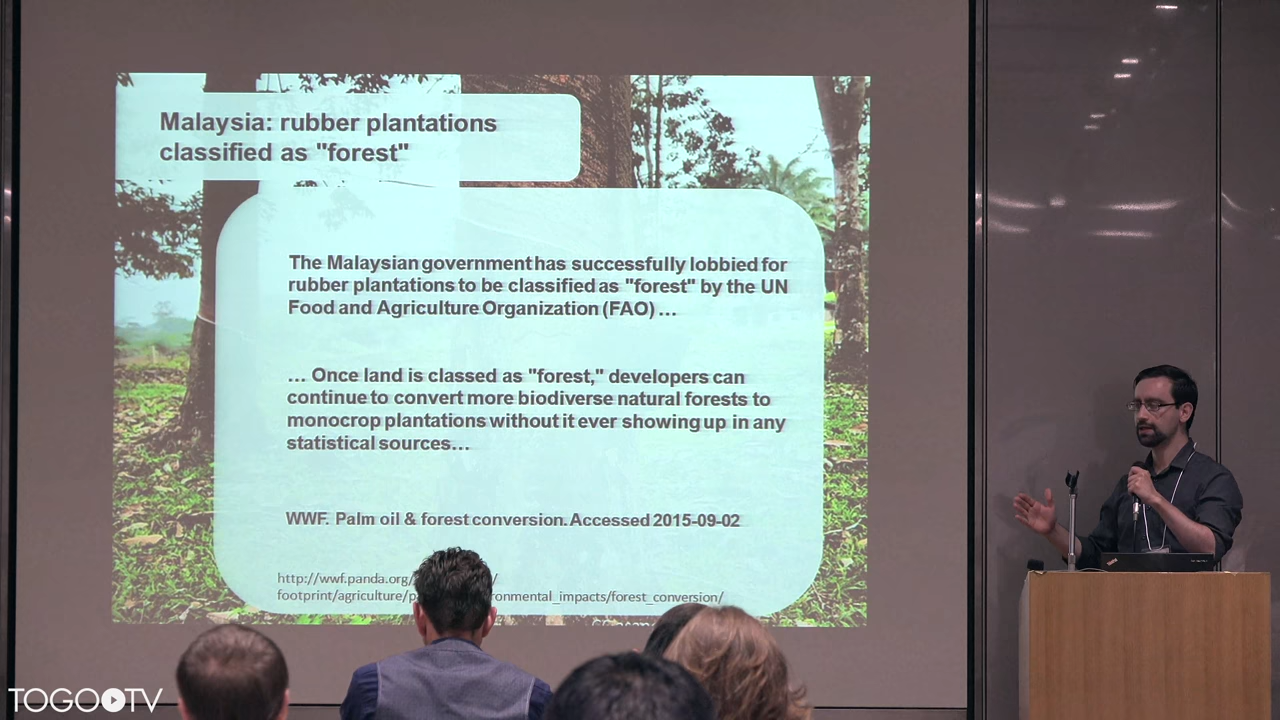 Malaysia: rubber plantations
classified as "forest"
The Malaysian government has successfully lobbied for
rubber plantations to be classified as "forest" by the UN
Food and Agriculture Organization (FAO) …
… Once land is classed as "forest," developers can
continue to convert more biodiverse natural forests to
monocrop plantations without it ever showing up in any
statistical sources…
WWF. Palm oil & forest conversion. Accessed 2015-09-02
http://wwf.panda.org/
footprint/agriculture/
forest_conversion/
TOGO TV